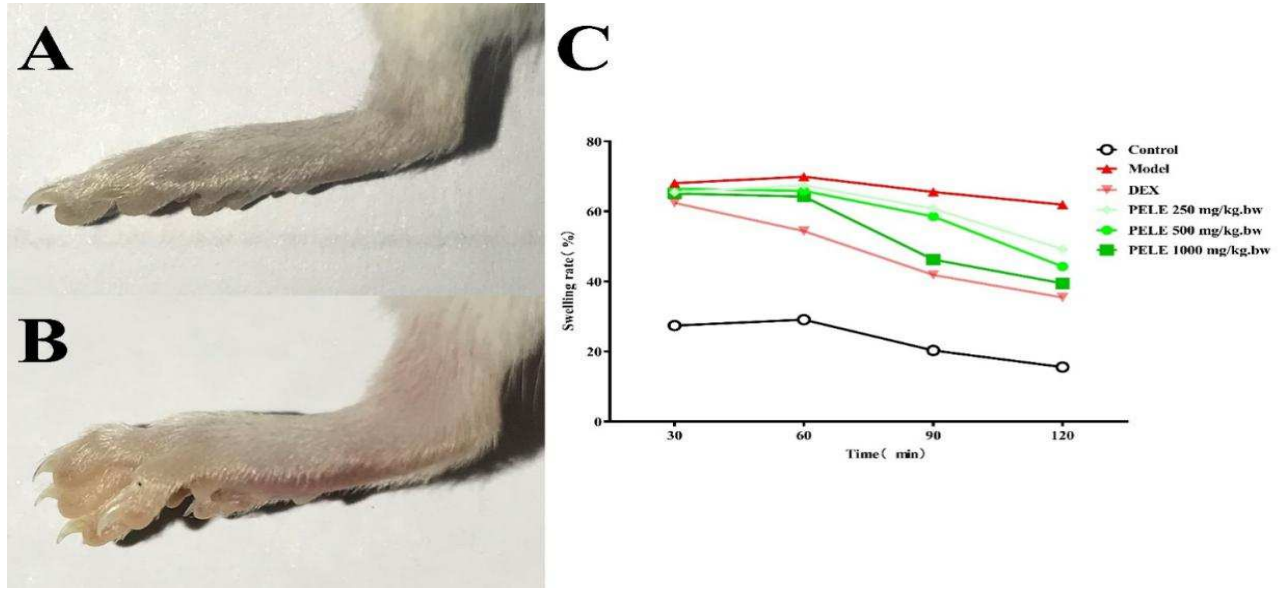 A
B
C
Swelling rate( %)
80
60
40
20
0
30
60
90
120
Time( min)
Control
Model
DEX
PELE 250 mg/kg.bw
PELE 500 mg/kg.bw
PELE 1000 mg/kg.bw